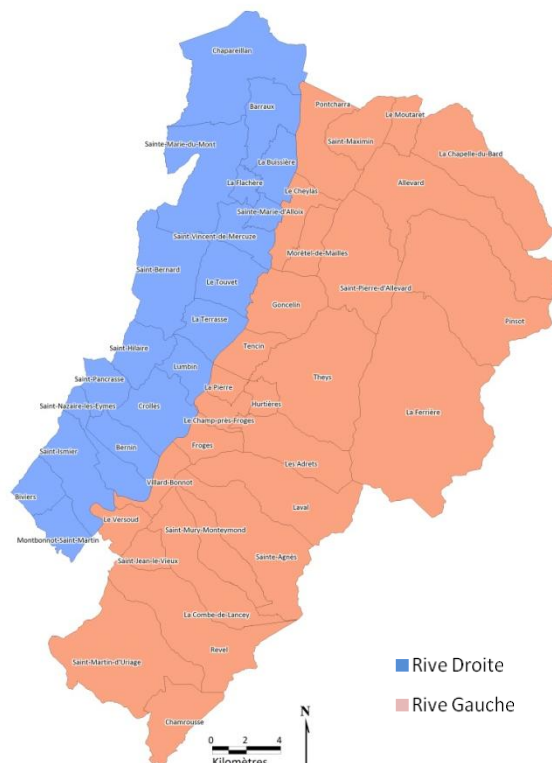 Chapareillan
Barraux
Pontcharra
Le Moutaret
Sainte-Marie-du-Mont
Saint-Maximin
La Chapelle-du-Bard
La Buissière
La Flachère
Allevard
Le Cheylas
Sainte-Marie-d'Alloix
Saint-Vincent-de-Mercuze
Morêtel-de-Mailles
Saint-Bernard
Le Touvet
Saint-Pierre-d'Allevard
Goncelin
La Terrasse
Pinsot
Saint-Hilaire
Tencin
Lumbin
Saint-Pancrasse
Theys
Le Pierre
Saint-Nazaire-les-Eymes
Crolles
Hurtières
La Ferrière
Le Champ-près-Froges
Saint-Ismier
Bernin
Froges
Les Adrets
Villard-Bonnot
Biviers
Laval
Le Versoud
Saint-Mury-Monteymond
Montbonnot-Saint-Martin
Sainte-Agnès
Saint-Jean-le-Vieux
La Combe-de-Lancey
Revel
Saint-Martin-d'Uriage
Rive Droite
Rive Gauche
Chamrousse
N
0 2 4
Kilomètres